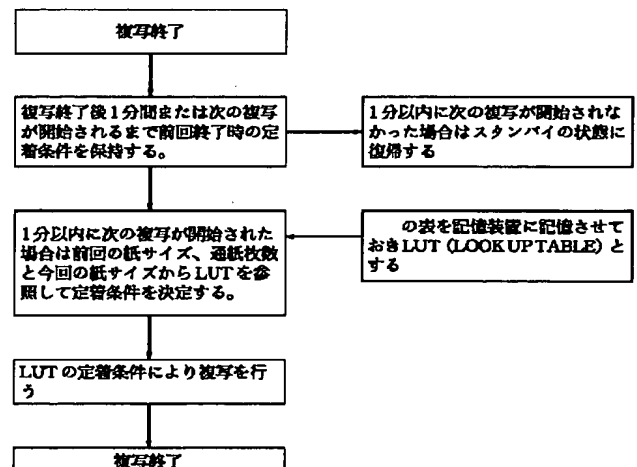 複写終了
複写終了後1分間または次の複写
が開始されるまで前回終了時の定
着条件を保持する。
1分以内に次の複写が開始されな
かった場合はスタンバイの状態に
復帰する
1分以内に次の複写が開始された
場合は前回の紙サイズ、通紙枚数
と今回の紙サイズからLUTを参
照して定着条件を決定する。
の表を記憶装置に記憶させて
おきLUT（LOOK UP TABLE）と
する
LUTの定着条件により複写を行
う
複写終了